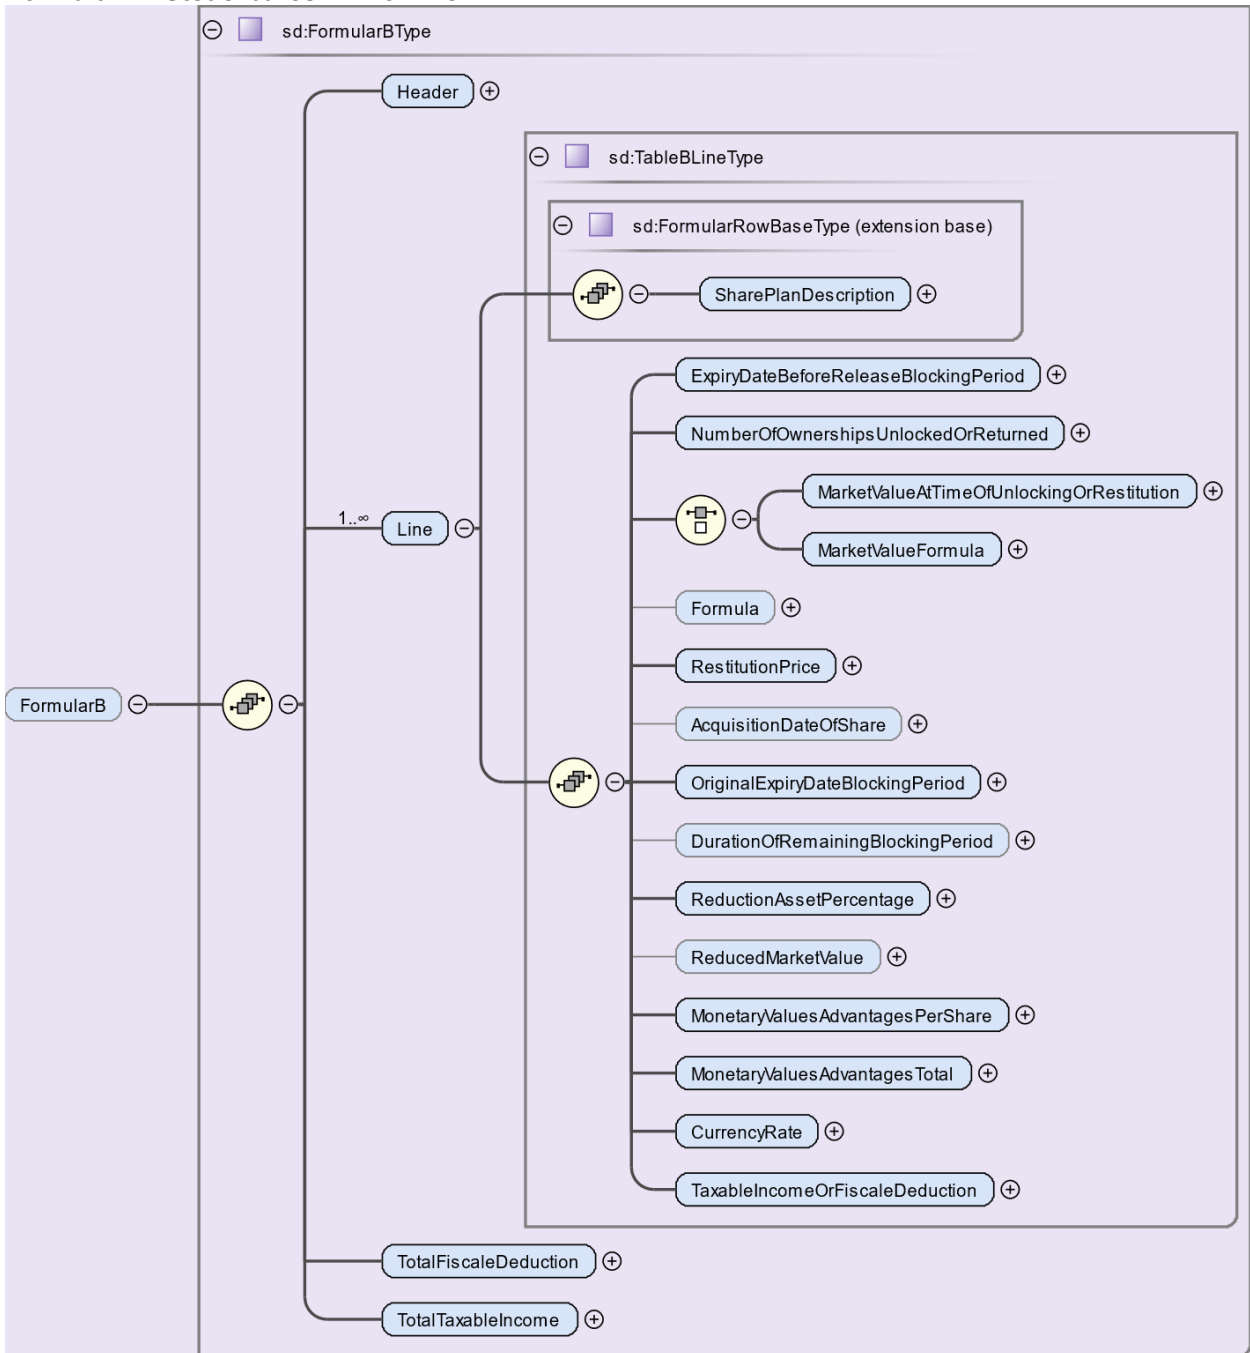 sd:FormularBType
Header
sd:TableBLineType
sd:FormularRowBaseType (extension base)
SharePlanDescription
ExpiryDateBeforeReleaseBlockingPeriod
NumberOfOwnershipsUnlockedOrReturned
MarketValueAtTimeOfUnlockingOrRestitution
MarketValueFormula
1..∞
Line
Formula
RestitutionPrice
FormularB
AcquisitionDateOfShare
OriginalExpiryDateBlockingPeriod
DurationOfRemainingBlockingPeriod
ReductionAssetPercentage
ReducedMarketValue
MonetaryValuesAdvantagesPerShare
MonetaryValuesAdvantagesTotal
CurrencyRate
TaxableIncomeOrFiscaleDeduction
TotalFiscaleDeduction
TotalTaxableIncome